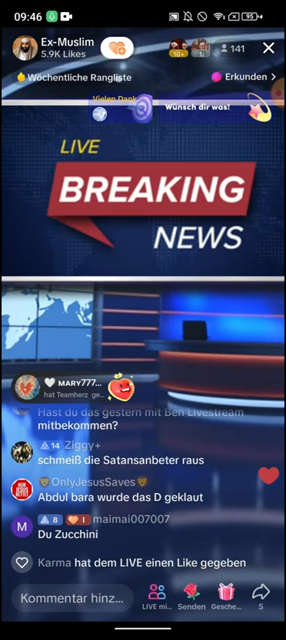 09:46
95
Ex-Muslim
5.9K Likes
10+
141
Wöchentliche Rangliste
Erkunden >
Vielen Dank
Wünsch dir was!
LIVE
BREAKING
NEWS
MARY777...
hat Teamherz ge...
Hast du das gestern mit Ben Livestream
mitbekommen?
14 Ziggy+
schmeiß die Satansanbeter raus
OnlyJesusSaves
Abdul bara wurde das D geklaut
M
8 I maimai007007
Du Zucchini
Karma hat dem LIVE einen Like gegeben
Kommentar hinz...
LIVE mi...
Senden
Gesche...
5